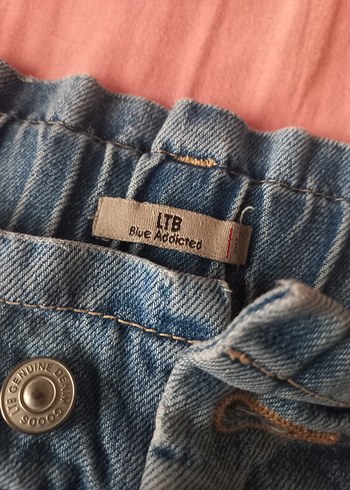 LTB
Blue Addicted
LTB GENUINE DENIM GOODS